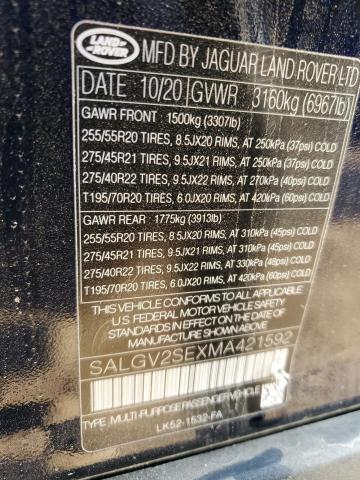 LAND
ROVER
MFD BY JAGUAR LAND ROVER LTD
DATE 10/20 GVWR 3160kg (6967lb)
GAWR FRONT 1500kg (3307lb)
255/55R20 TIRES, 8.5JX20 RIMS, AT 250kPa (37psi) COLD
275/45R21 TIRES, 9.5JX21 RIMS, AT 250kPa (37psi) COLD
275/40R22 TIRES, 9.5JX22 RIMS, AT 270kPa (40psi) COLD
T195/70R20 TIRES, 6.0JX20 RIMS, AT 420kPa (60psi) COLD
GAWR REAR 1775kg (3913lb)
255/55R20 TIRES, 8.5JX20 RIMS, AT 310kPa (45psi) COLD
275/45R21 TIRES, 9.5JX21 RIMS, AT 310kPa (45psi) COLD
275/40R22 TIRES, 9.5JX22 RIMS, AT 330kPa (48psi) COLD
T195/70R20 TIRES, 6.0JX20 RIMS, AT 420kPa (60psi) COLD
THIS VEHICLE CONFORMS TO ALL APPLICABLE FEDERAL
MOTOR VEHICLE SAFETY STANDARDS IN EFFECT ON THE
DATE OF MANUFACTURE SHOWN ABOVE
SALGV2SEXMA421592
TYPE: MULTI-PURPOSE PASSENGER VEHICLE
LK52-1532-FA